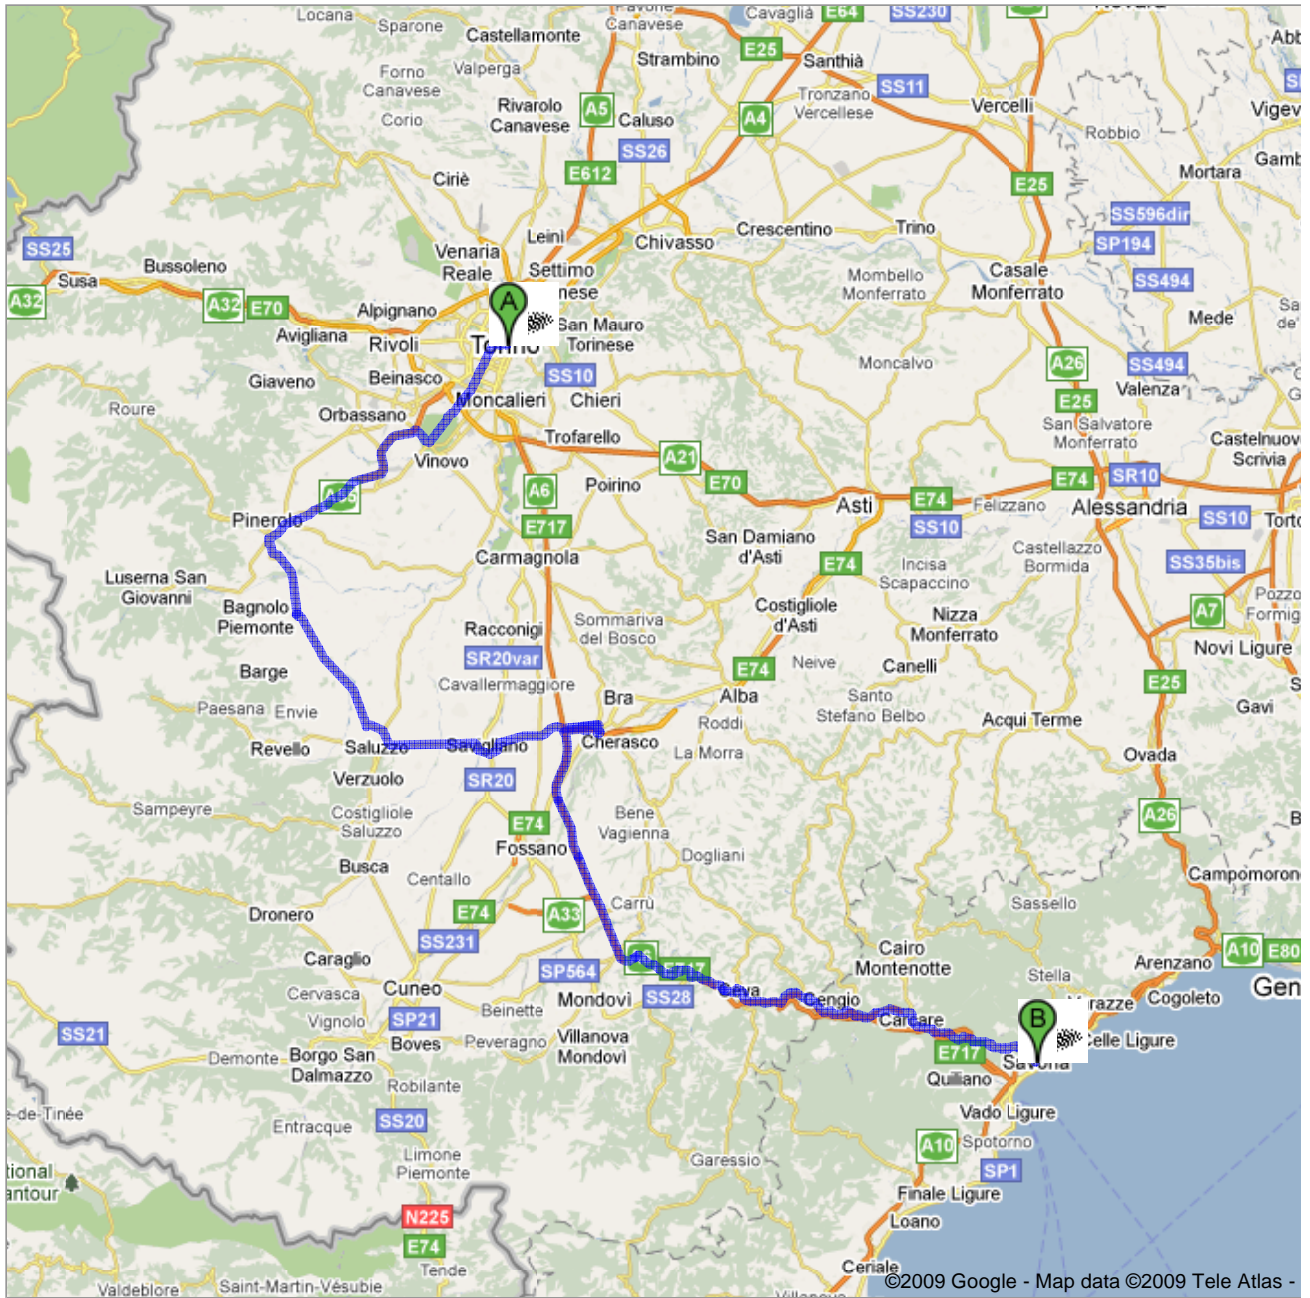 Locana
Sparone
Castellamonte
Pavone
Canavese
Cavaglià
E64
SS230
Novara
Strambino
E25
Santhià
Forno
Canavese
Valperga
Corio
Rivarolo
Canavese
A5
Caluso
SS26
A4
Tronzano
Vercellese
SS11
Vercelli
Robbio
Mortara
Ciriè
E612
E25
SS596dir
SP194
SS494
SS25
Bussoleno
Susa
A32
A32
E70
Venaria
Reale
Leinì
Settimo
Chivasso
Crescentino
Trino
Mombello
Monferrato
Casale
Monferrato
Mede
Alpignano
Avigliana
Rivoli
A
San Mauro
Torinese
Torino
SS10
Giaveno
Beinasco
Moncalieri
Chieri
Moncalvo
A26
SS494
E25
Valenza
Roure
Orbassano
Trofarello
Vinovo
A21
E70
San Salvatore
Monferrato
Castelnuovo
Scrivia
E74
SR10
Poirino
A6
E717
Asti
E74
SS10
Felizzano
Alessandria
SS10
Pinerolo
Carmagnola
San Damiano
d'Asti
E74
Incisa
Scapaccino
Castellazzo
Bormida
SS35bis
Luserna San
Giovanni
Bagnolo
Piemonte
Costigliole
d'Asti
Nizza
Monferrato
A7
Novi Ligure
Racconigi
SR20var
Sommariva
del Bosco
Barge
Cavallermaggiore
E74
Neive
Canelli
E25
Bra
Alba
Santo
Stefano Belbo
Gavi
Paesana
Envie
Roddi
Acqui Terme
Revello
Saluzzo
Savigliano
Cherasco
La Morra
Ovada
Verzuolo
SR20
Sampeyre
Costigliole
Saluzzo
E74
Bene
Vagienna
A26
Fossano
Dogliani
Busca
Centallo
Carrù
Sassello
Dronero
E74
A33
SS231
Caraglio
SP564
Cairo
Montenotte
Arenzano
A10
E80
Cervasca
Cuneo
Mondovì
SS28
Cengio
Stella
Cogoleto
Vignolo
SP21
Beinette
Carcare
B
SS21
Boves
Peveragno
Villanova
Mondovì
E717
Celle Ligure
Demonte
Borgo San
Dalmazzo
Savona
Robilante
Quiliano
Vado Ligure
SS20
Entracque
A10
Spotorno
Limone
Piemonte
Garessio
SP1
Finale Ligure
N225
Loano
E74
Tende
Ceriale
Valdeblore
Saint-Martin-Vésubie
©2009 Google - Map data ©2009 Tele Atlas -